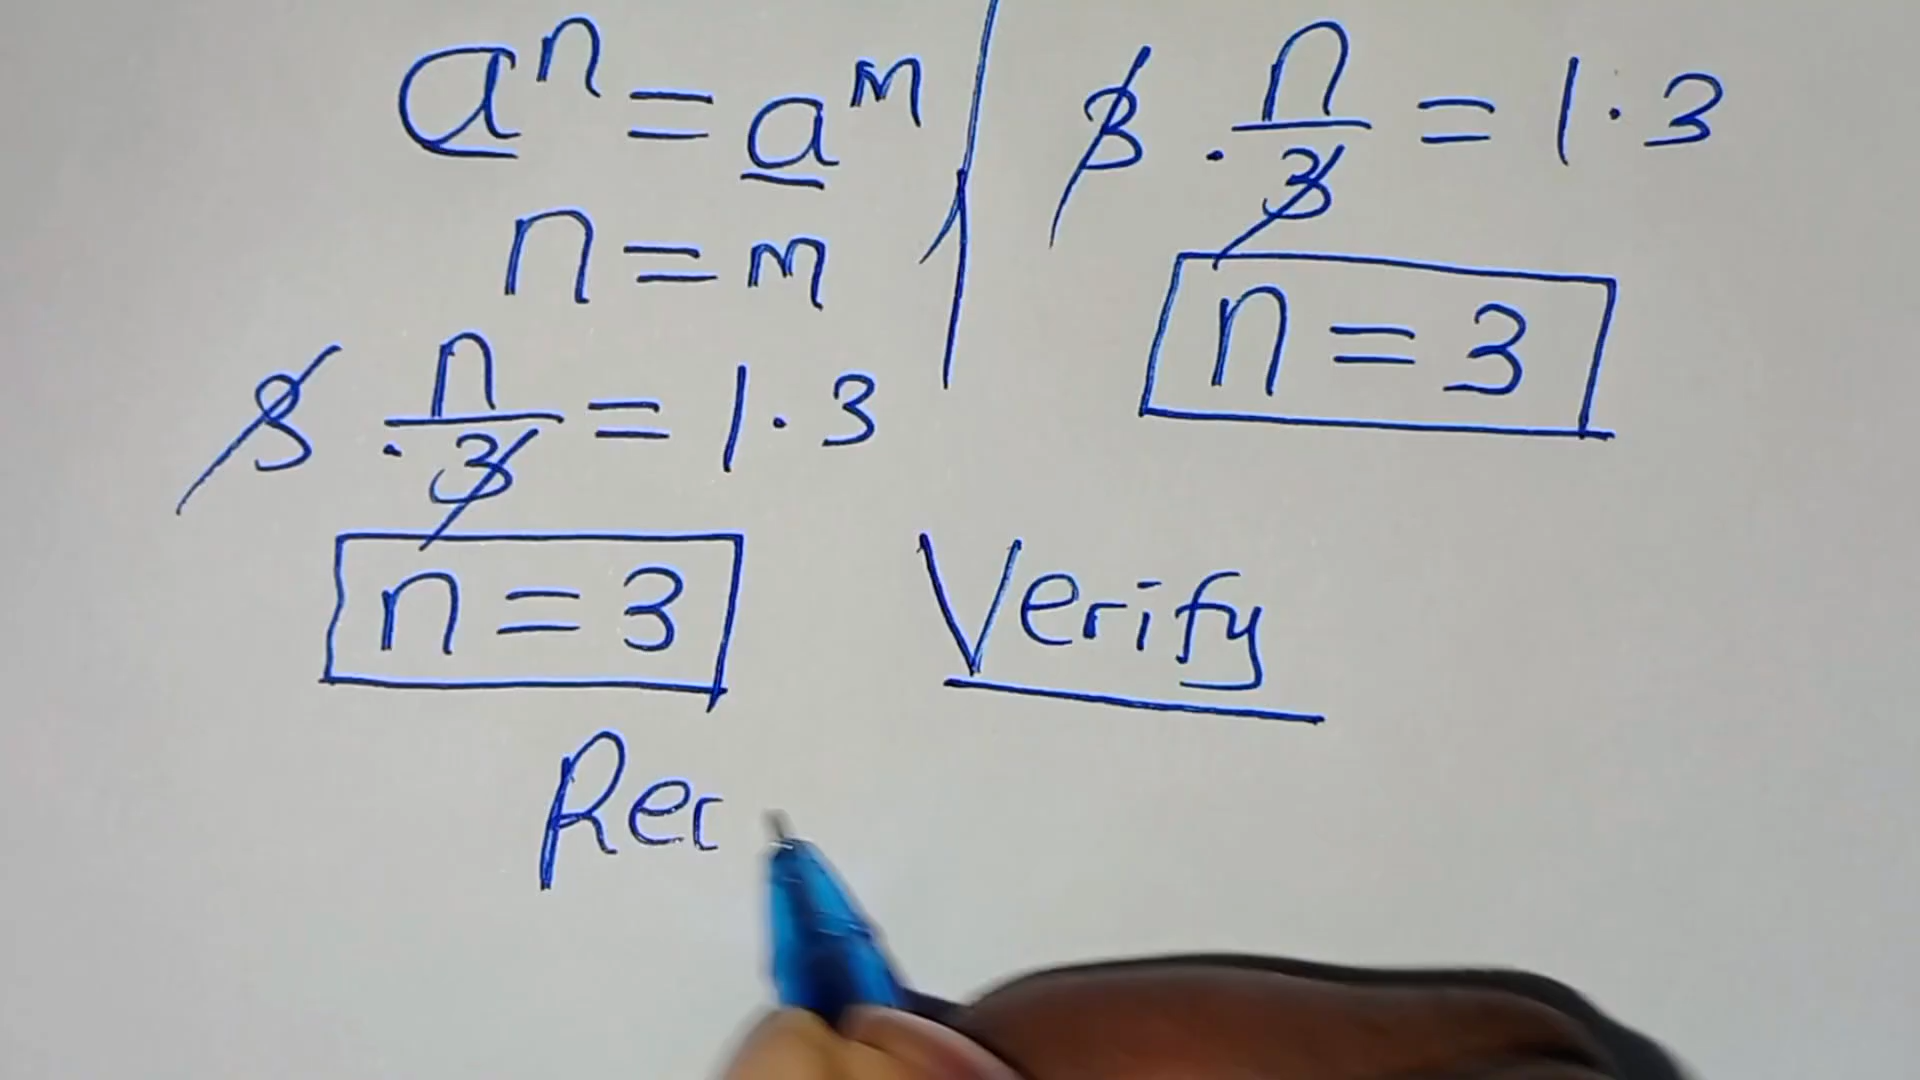 aⁿ = aᵐ
n = m
3 · n/3 = 1 · 3
n = 3
3 · n/3 = 1 · 3
n = 3
Verify
Rec